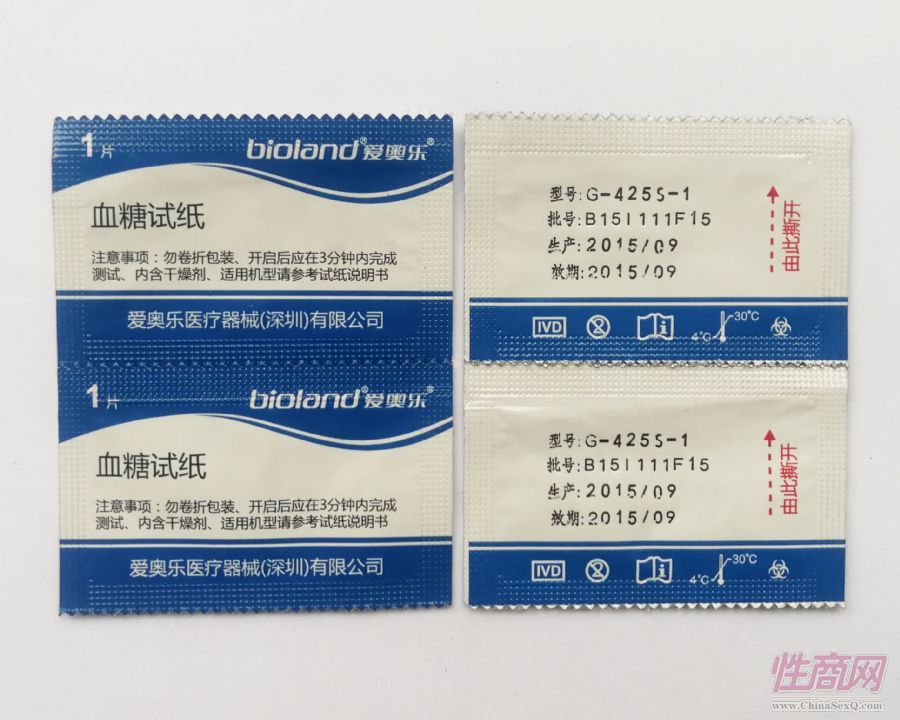 1片 bioland®爱奥乐®
血糖试纸
注意事项：勿卷折包装、开启后应在3分钟内完成
测试、内含干燥剂、适用机型请参考试纸说明书
爱奥乐医疗器械(深圳)有限公司
1片 bioland®爱奥乐®
血糖试纸
注意事项：勿卷折包装、开启后应在3分钟内完成
测试、内含干燥剂、适用机型请参考试纸说明书
爱奥乐医疗器械(深圳)有限公司
型号:G-425S-1
批号:B151111F15
生产:2015/09
效期:2015/09
由此撕开
IVD 2 i 4℃ 30℃
型号:G-425S-1
批号:B151111F15
生产:2015/09
效期:2015/09
由此撕开
IVD 2 i 4℃ 30℃
性商网
www.ChinaSexQ.com